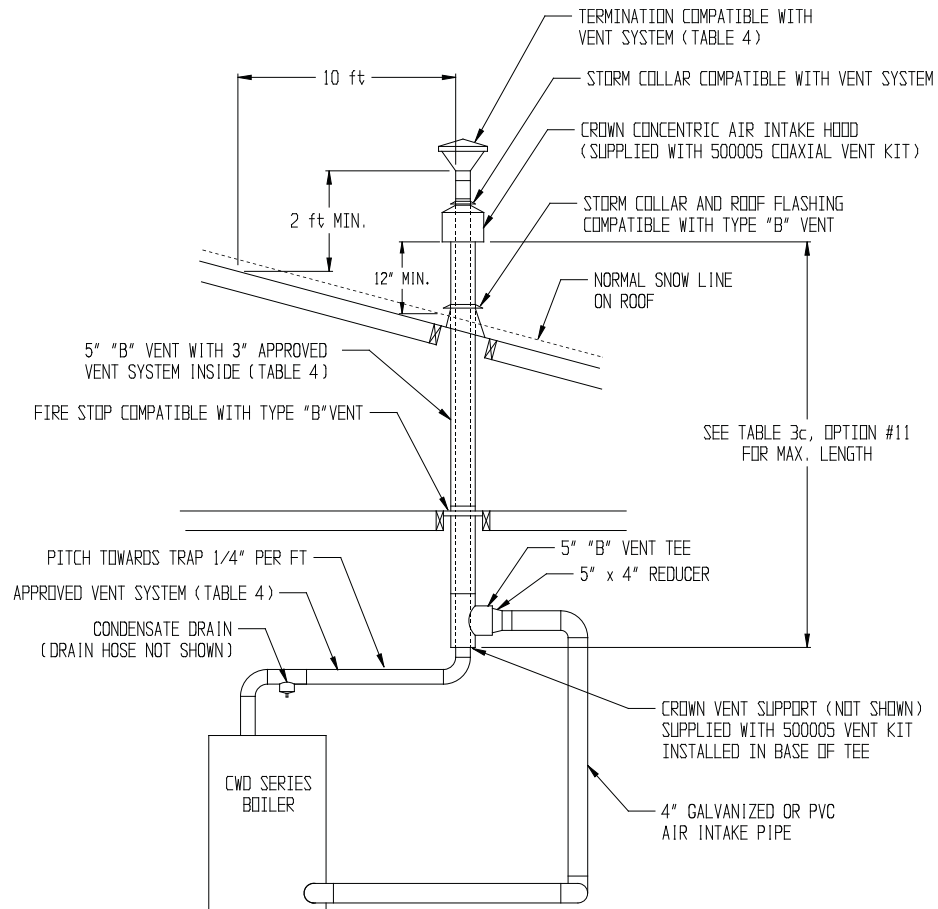 TERMINATION COMPATIBLE WITH
VENT SYSTEM (TABLE 4)
10 ft
STORM COLLAR COMPATIBLE WITH VENT SYSTEM
CROWN CONCENTRIC AIR INTAKE HOOD
(SUPPLIED WITH 500005 COAXIAL VENT KIT)
2 ft MIN.
STORM COLLAR AND ROOF FLASHING
COMPATIBLE WITH TYPE "B" VENT
12" MIN.
NORMAL SNOW LINE
ON ROOF
5" "B" VENT WITH 3" APPROVED
VENT SYSTEM INSIDE (TABLE 4)
FIRE STOP COMPATIBLE WITH TYPE "B"VENT
SEE TABLE 3c, OPTION #11
FOR MAX. LENGTH
PITCH TOWARDS TRAP 1/4" PER FT
5" "B" VENT TEE
5" x 4" REDUCER
APPROVED VENT SYSTEM (TABLE 4)
CONDENSATE DRAIN
(DRAIN HOSE NOT SHOWN)
CROWN VENT SUPPORT (NOT SHOWN)
SUPPLIED WITH 500005 VENT KIT
INSTALLED IN BASE OF TEE
CWD SERIES
BOILER
4" GALVANIZED OR PVC
AIR INTAKE PIPE